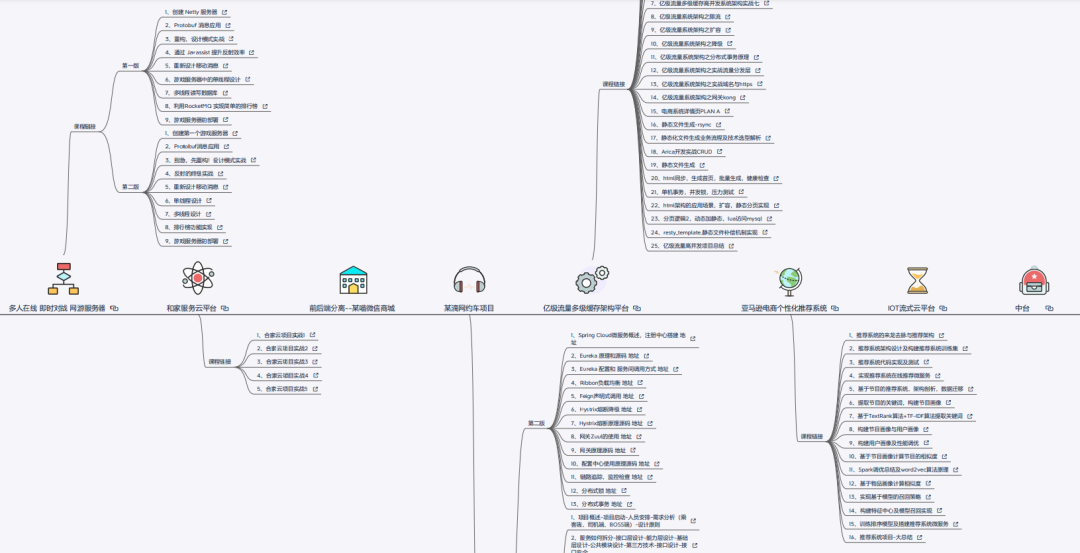 1、创建 Netty 服务器
2、Protobuf 消息应用
3、重构，设计模式实战
4、通过 Javassist 提升反射效率
5、重新设计移动消息
6、游戏服务器中的单线程设计
7、多线程读写数据库
8、利用RocketMQ 实现简单的排行榜
9、游戏服务器的部署
第一版
课程链接
1、创建第一个游戏服务器
2、Protobuf消息应用
3、别急，先重构！设计模式实战
4、反射的终极实战
5、重新设计移动消息
6、单线程设计
7、多线程设计
8、排行榜功能实现
9、游戏服务器的部署
第二版
7、亿级流量多级缓存高并发系统架构实战七
8、亿级流量系统架构之限流
9、亿级流量系统架构之扩容
10、亿级流量系统架构之降级
11、亿级流量系统架构之分布式事务原理
12、亿级流量系统架构之实战流量分发层
13、亿级流量系统架构之实战域名与https
14、亿级流量系统架构之网关kong
15、电商系统详情页PLAN A
16、静态文件生成-rsync
17、静态化文件生成业务流程及技术选型解析
18、Arica开发实战CRUD
19、静态文件生成
20、html同步，生成首页，批量生成，健康检查
21、单机事务，并发锁，压力测试
22、html架构的应用场景，扩容，静态分页实现
23、分页逻辑2，动态加静态，lua访问mysql
24、resty_template,静态文件补偿机制实现
25、亿级流量高并发项目总结
课程链接
多人在线 即时对战 网游服务器
和家服务云平台
前后端分离--某嘀微信商城
某滴网约车项目
亿级流量多级缓存架构平台
亚马逊电商个性化推荐系统
IOT流式云平台
中台
课程链接
1、合家云项目实战1
2、合家云项目实战2
3、合家云项目实战3
4、合家云项目实战4
5、合家云项目实战5
第二版
1、Spring Cloud微服务概述，注册中心搭建 地
址
2、Eureka 原理和源码 地址
3、Eureka 配置和 服务间调用方式 地址
4、Ribbon负载均衡 地址
5、Feign声明式调用 地址
6、Hystrix熔断降级 地址
7、Hystrix熔断原理源码 地址
8、网关Zuul的使用 地址
9、网关原理源码 地址
10、配置中心使用原理源码 地址
11、链路追踪、监控检查 地址
12、分布式锁 地址
13、分布式事务 地址
1、项目概述-项目启动-人员安排-需求分析（乘
客端、司机端、BOSS端）-设计原则
2、服务如何拆分-接口层设计-能力层设计-基础
层设计-公共模块设计-第三方技术-接口设计-接
课程链接
1、推荐系统的来龙去脉与推荐架构
2、推荐系统架构设计及构建推荐系统训练集
3、推荐系统代码实现及测试
4、实现推荐系统在线推荐微服务
5、基于节目的推荐系统，架构剖析，数据迁移
6、提取节目的关键词，构建节目画像
7、基于TextRank算法+TF-IDF算法提取关键词
8、构建节目画像与用户画像
9、构建用户画像及性能调优
10、基于节目画像计算节目的相似度
11、Spark调优总结及word2vec算法原理
12、基于物品画像计算相似度
13、实现基于模型的召回策略
14、构建特征中心及模型召回实现
15、训练排序模型及搭建推荐系统微服务
16、推荐系统项目-大总结